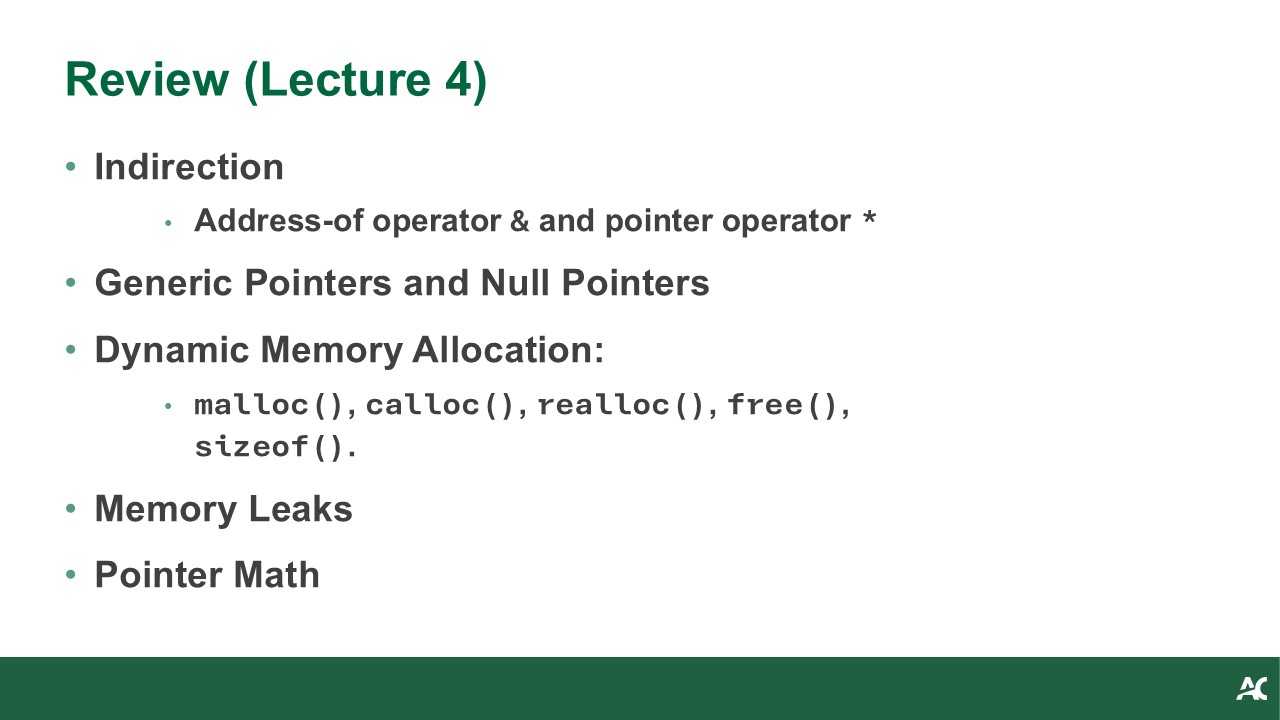 Review (Lecture 4)
• Indirection
• Address-of operator & and pointer operator *
• Generic Pointers and Null Pointers
• Dynamic Memory Allocation:
• malloc(), calloc(), realloc(), free(),
sizeof().
• Memory Leaks
• Pointer Math
AC